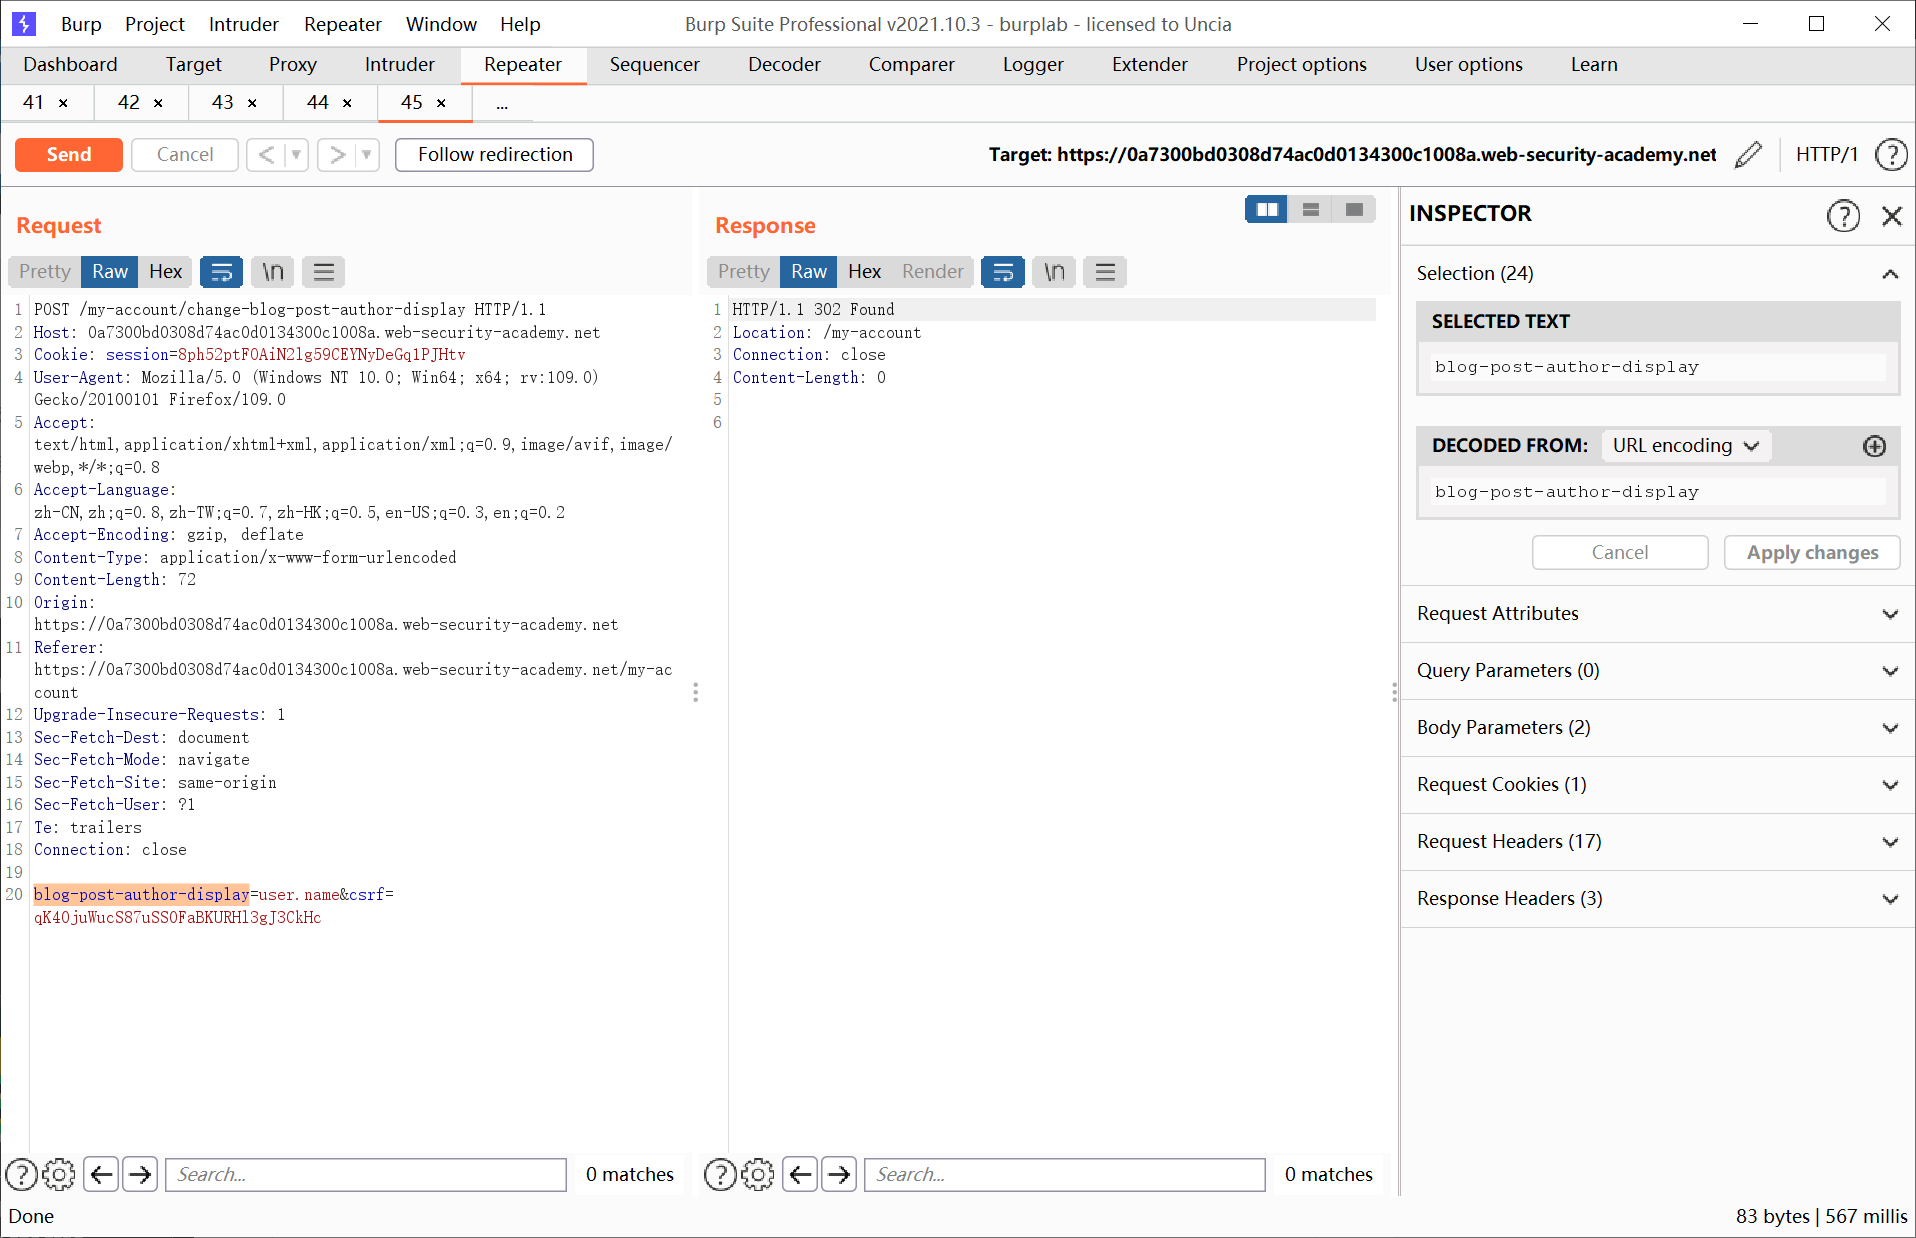 Burp Project Intruder Repeater Window Help Burp Suite Professional v2021.10.3 - burplab - licensed to Uncia
Dashboard Target Proxy Intruder Repeater Sequencer Decoder Comparer Logger Extender Project options User options Learn
41 × 42 × 43 × 44 × 45 × ...
Send Cancel < > Follow redirection Target: https://0a7300bd0308d74ac0d0134300c1008a.web-security-academy.net HTTP/1 ?
Request
Pretty Raw Hex \n
1 POST /my-account/change-blog-post-author-display HTTP/1.1
2 Host: 0a7300bd0308d74ac0d0134300c1008a.web-security-academy.net
3 Cookie: session=8ph52ptF0AiN2lg59CEYNyDeGq1PJHtv
4 User-Agent: Mozilla/5.0 (Windows NT 10.0; Win64; x64; rv:109.0)
Gecko/20100101 Firefox/109.0
5 Accept:
text/html,application/xhtml+xml,application/xml;q=0.9,image/avif,image/
webp,*/*;q=0.8
6 Accept-Language:
zh-CN,zh;q=0.8,zh-TW;q=0.7,zh-HK;q=0.5,en-US;q=0.3,en;q=0.2
7 Accept-Encoding: gzip, deflate
8 Content-Type: application/x-www-form-urlencoded
9 Content-Length: 72
10 Origin:
https://0a7300bd0308d74ac0d0134300c1008a.web-security-academy.net
11 Referer:
https://0a7300bd0308d74ac0d0134300c1008a.web-security-academy.net/my-ac
count
12 Upgrade-Insecure-Requests: 1
13 Sec-Fetch-Dest: document
14 Sec-Fetch-Mode: navigate
15 Sec-Fetch-Site: same-origin
16 Sec-Fetch-User: ?1
17 Te: trailers
18 Connection: close
19
20 blog-post-author-display=user.name&csrf=
qK40juWucS87uSS0FaBKURHl3gJ3CkHc
? Search... 0 matches
Response
Pretty Raw Hex Render \n
1 HTTP/1.1 302 Found
2 Location: /my-account
3 Connection: close
4 Content-Length: 0
5
6
? Search... 0 matches
INSPECTOR ?
Selection (24)
SELECTED TEXT
blog-post-author-display
DECODED FROM: URL encoding
blog-post-author-display
Cancel Apply changes
Request Attributes
Query Parameters (0)
Body Parameters (2)
Request Cookies (1)
Request Headers (17)
Response Headers (3)
Done 83 bytes | 567 millis